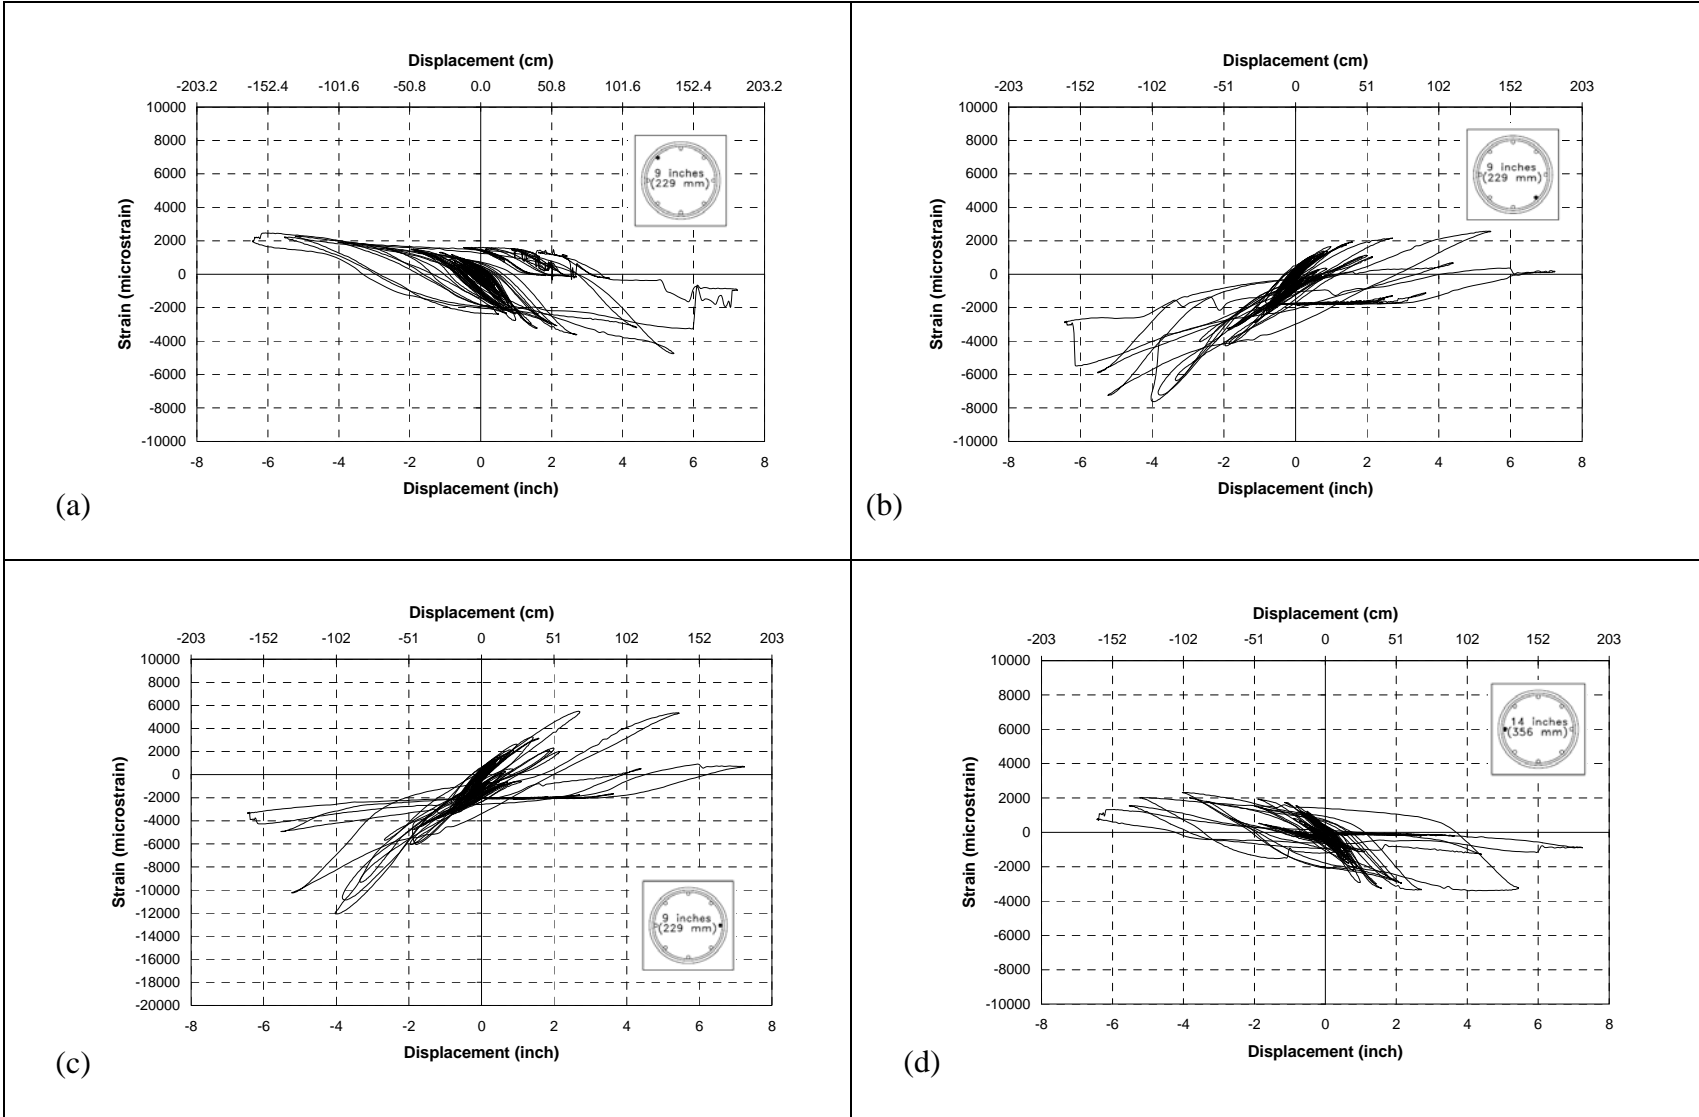 Displacement (cm)
-203.2 -152.4 -101.6 -50.8 0.0 50.8 101.6 152.4 203.2
10000
8000
6000
4000
2000
0
-2000
-4000
-6000
-8000
-10000
Strain (microstrain)
9 inches
(229 mm)
-8 -6 -4 -2 0 2 4 6 8
Displacement (inch)
(a)
Displacement (cm)
-203 -152 -102 -51 0 51 102 152 203
10000
8000
6000
4000
2000
0
-2000
-4000
-6000
-8000
-10000
Strain (microstrain)
9 inches
(229 mm)
-8 -6 -4 -2 0 2 4 6 8
Displacement (inch)
(b)
Displacement (cm)
-203 -152 -102 -51 0 51 102 152 203
10000
8000
6000
4000
2000
0
-2000
-4000
-6000
-8000
-10000
-12000
-14000
-16000
-18000
-20000
Strain (microstrain)
9 inches
(229 mm)
-8 -6 -4 -2 0 2 4 6 8
Displacement (inch)
(c)
Displacement (cm)
-203 -152 -102 -51 0 51 102 152 203
10000
8000
6000
4000
2000
0
-2000
-4000
-6000
-8000
-10000
Strain (microstrain)
14 inches
(356 mm)
-8 -6 -4 -2 0 2 4 6 8
Displacement (inch)
(d)